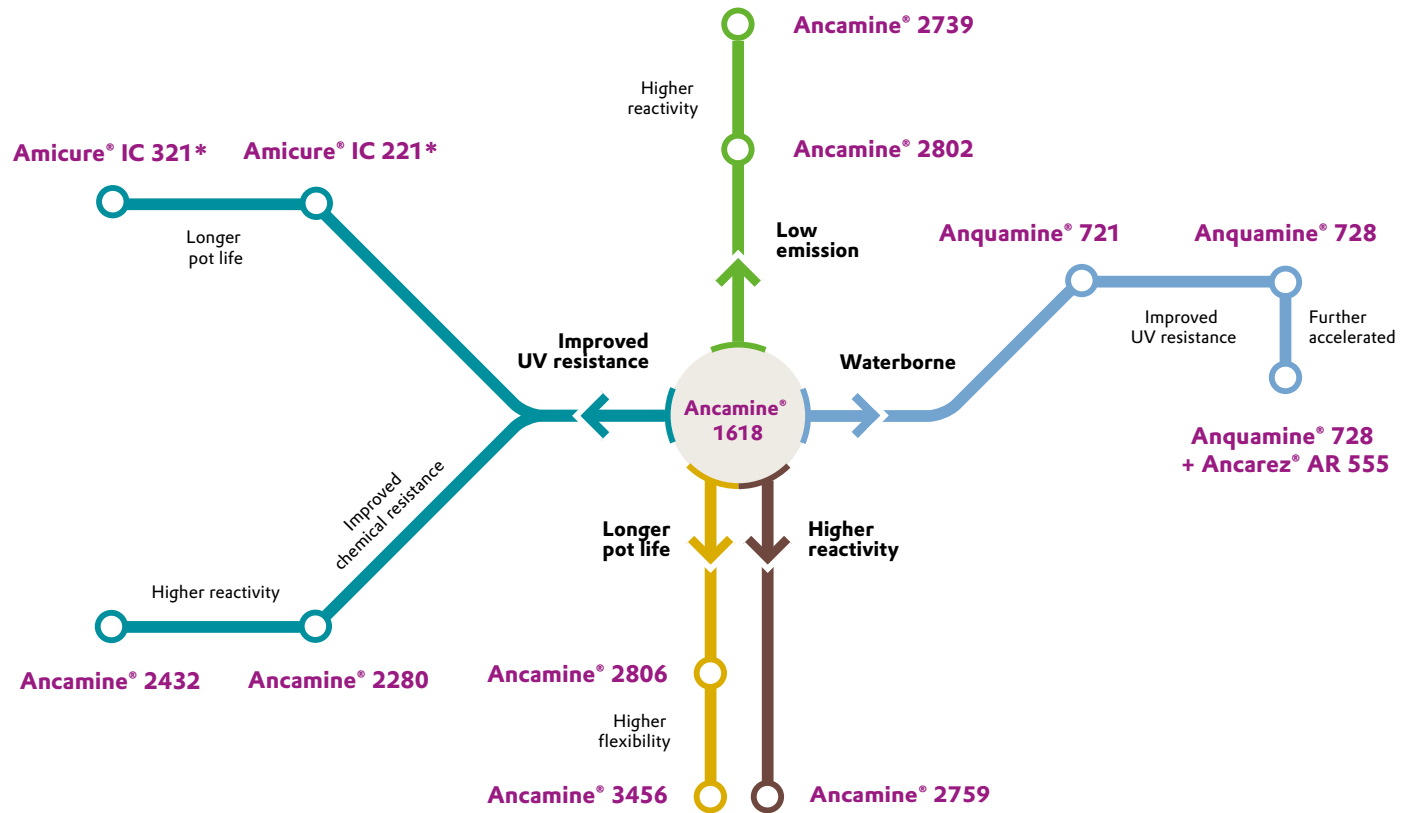 Ancamine® 2739
Higher
reactivity
Ancamine® 2802
Amicure® IC 321*
Amicure® IC 221*
Longer
pot life
Low
emission
Anquamine® 721
Anquamine® 728
Improved
UV resistance
Further
accelerated
Improved
UV resistance
Waterborne
Ancamine®
1618
Anquamine® 728
+ Ancarez® AR 555
Improved
chemical resistance
Longer
pot life
Higher
reactivity
Higher reactivity
Ancamine® 2432
Ancamine® 2280
Ancamine® 2806
Higher
flexibility
Ancamine® 3456
Ancamine® 2759